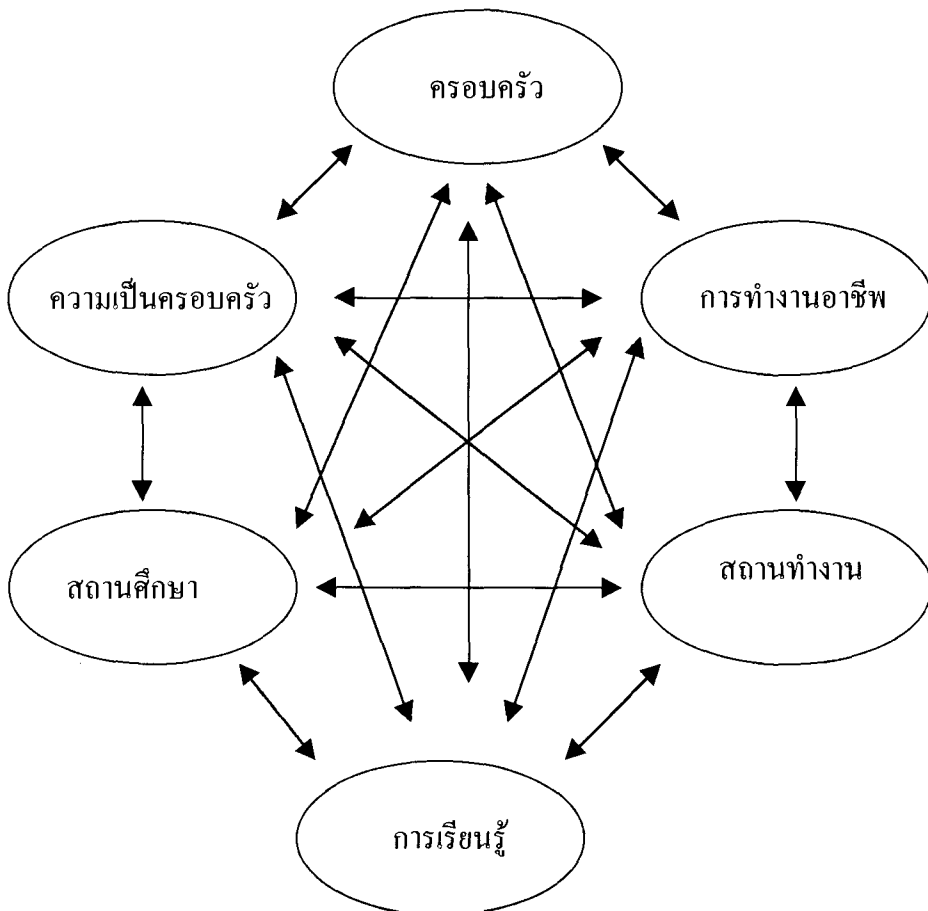 ครอบครัว
ความเป็นครอบครัว
การทำงานอาชีพ
สถานศึกษา
สถานทำงาน
การเรียนรู้